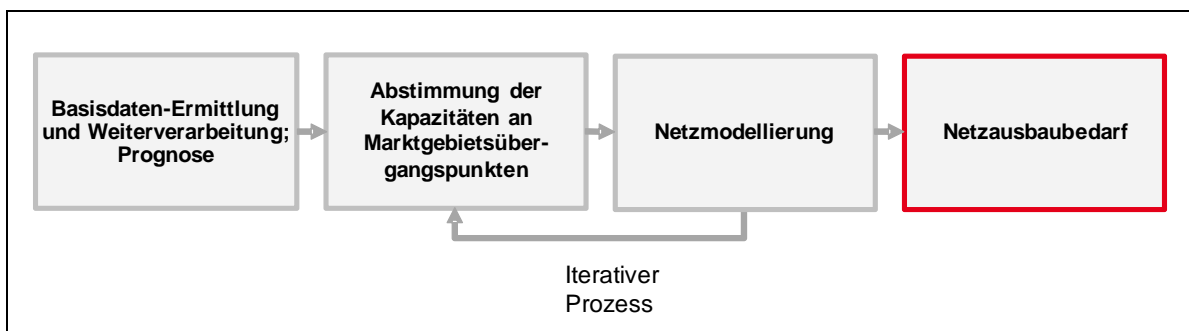 Basisdaten-Ermittlung
und Weiterverarbeitung;
Prognose
Abstimmung der
Kapazitäten an
Marktgebietsüber-
gangspunkten
Netzmodellierung
Netzausbaubedarf
Iterativer
Prozess